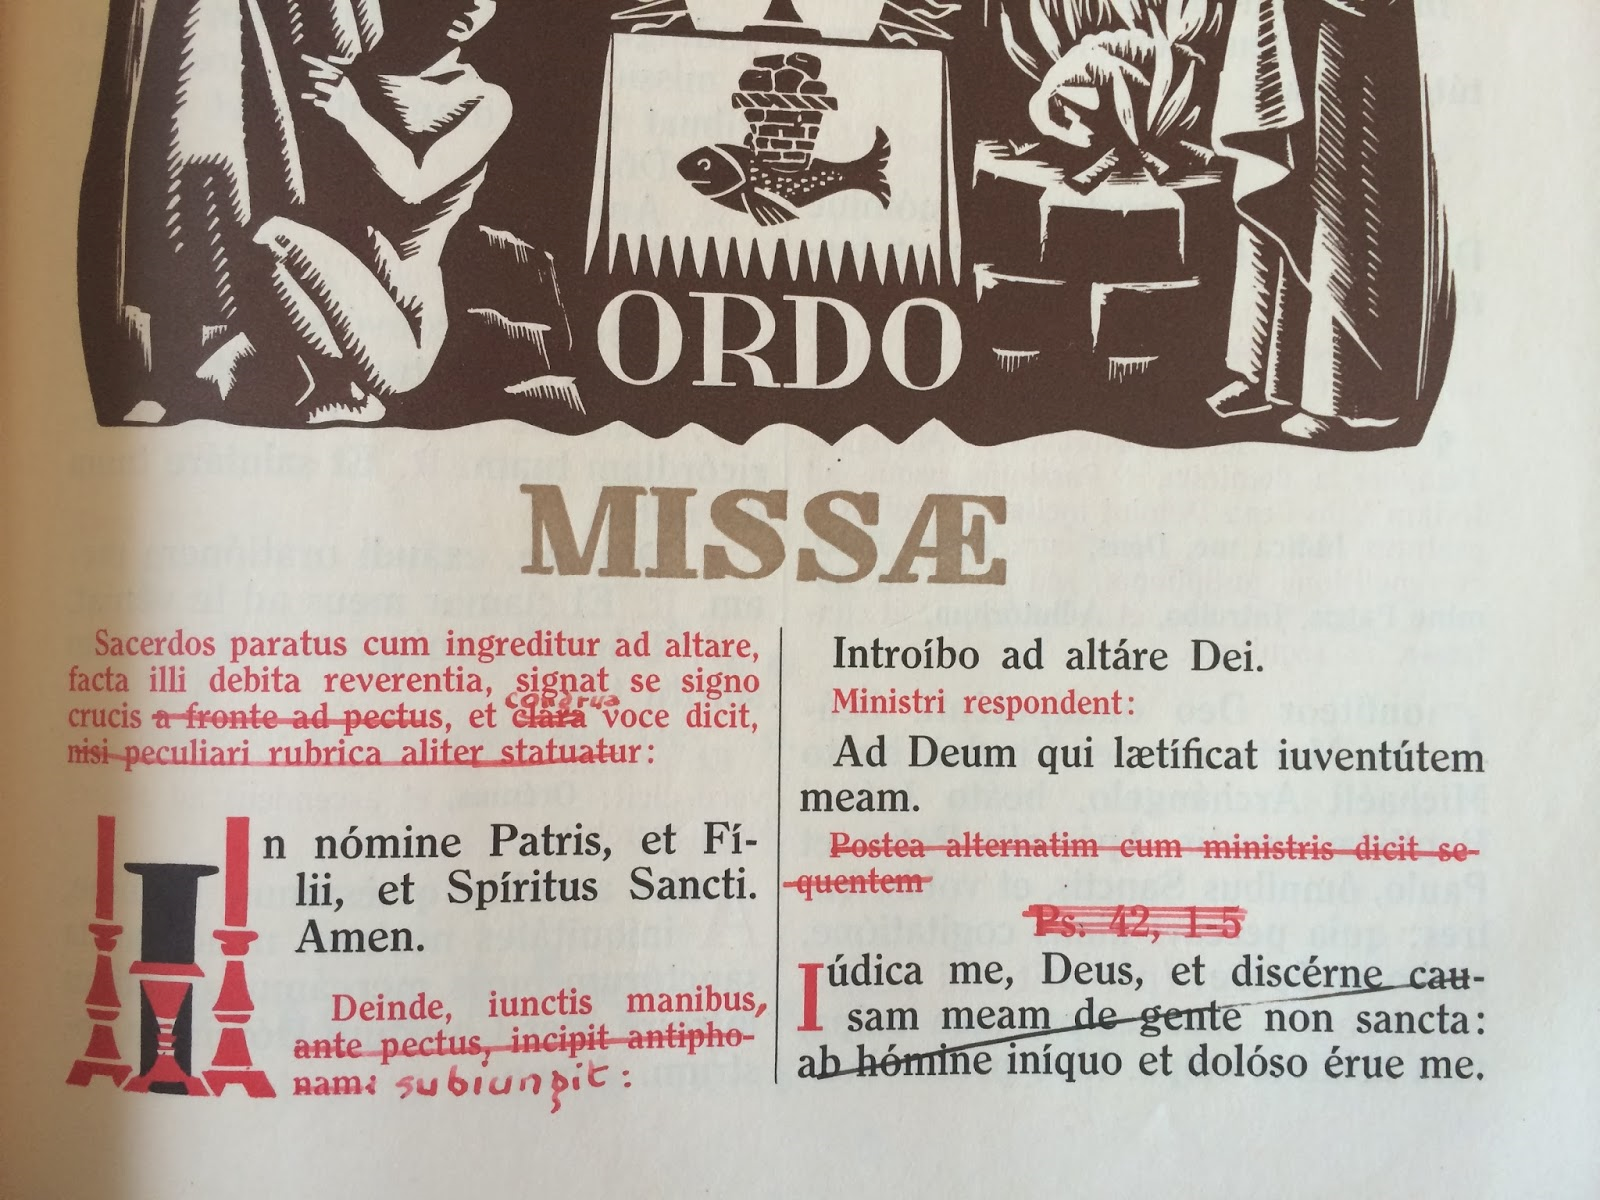 ORDO
MISSÆ
Sacerdos paratus cum ingreditur ad altare,
facta illi debita reverentia, signat se signo
congrua
crucis a fronte ad pectus, et clara voce dicit,
nisi peculiari rubrica aliter statuatur:
In nómine Patris, et Fí-
lii, et Spíritus Sancti.
Amen.
Deinde, iunctis manibus,
ante pectus, incipit antipho-
nam: subiungit:
Introíbo ad altáre Dei.
Ministri respondent:
Ad Deum qui lætíficat iuventútem
meam.
Postea alternatim cum ministris dicit se-
quentem
Ps. 42, 1-5
Iúdica me, Deus, et discérne cau-
sam meam de gente non sancta:
ab hómine iníquo et dolóso érue me.